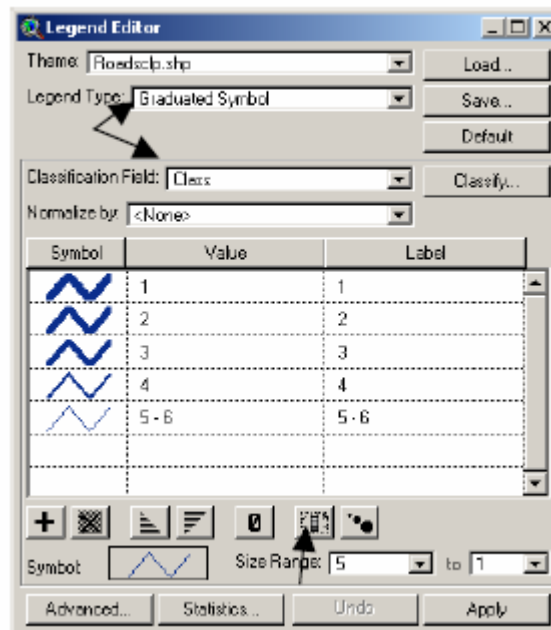 Legend Editor
Theme: Roadsclp.shp
Load...
Legend Type: Graduated Symbol
Save...
Default
Classification Field: Class
Classify...
Normalize by: <None>
Symbol Value Label
1 1
2 2
3 3
4 4
5 - 6 5 - 6
Symbol: Size Range: 5 to 1
Advanced... Statistics... Undo Apply